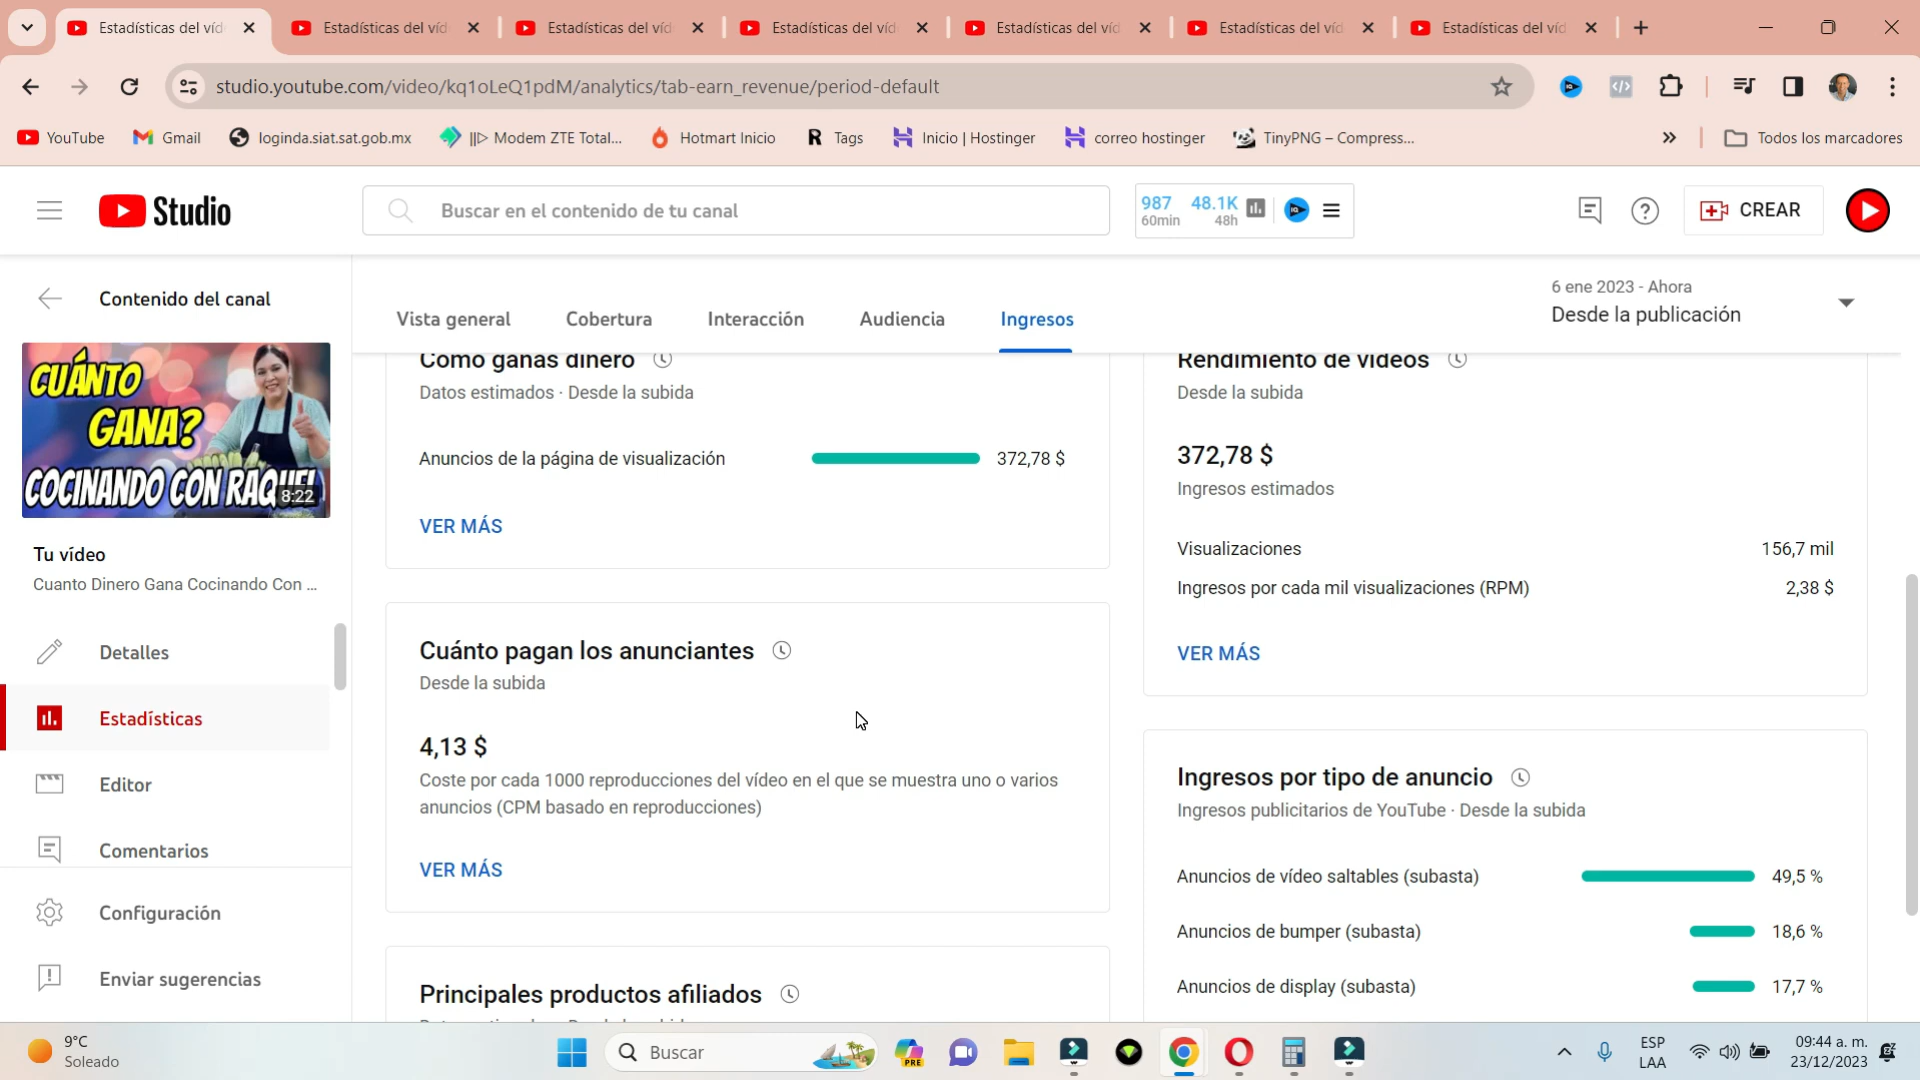 Estadísticas del víd
Estadísticas del víd
Estadísticas del víd
Estadísticas del víd
Estadísticas del víd
Estadísticas del víd
Estadísticas del víd
studio.youtube.com/video/kq1oLeQ1pdM/analytics/tab-earn_revenue/period-default
YouTube
Gmail
loginda.siat.sat.gob.mx
||▷ Modem ZTE Total...
Hotmart Inicio
Tags
Inicio | Hostinger
correo hostinger
TinyPNG – Compress...
Todos los marcadores
Studio
Buscar en el contenido de tu canal
987 48.1K
60min 48h
CREAR
Contenido del canal
CUÁNTO
GANA?
COCINANDO CON RAQUEL
8:22
Tu vídeo
Cuanto Dinero Gana Cocinando Con ...
Detalles
Estadísticas
Editor
Comentarios
Configuración
Enviar sugerencias
Vista general
Cobertura
Interacción
Audiencia
Ingresos
6 ene 2023 - Ahora
Desde la publicación
Cómo ganas dinero
Datos estimados · Desde la subida
Anuncios de la página de visualización 372,78 $
VER MÁS
Cuánto pagan los anunciantes
Desde la subida
4,13 $
Coste por cada 1000 reproducciones del vídeo en el que se muestra uno o varios
anuncios (CPM basado en reproducciones)
VER MÁS
Principales productos afiliados
Rendimiento de vídeos
Desde la subida
372,78 $
Ingresos estimados
Visualizaciones 156,7 mil
Ingresos por cada mil visualizaciones (RPM) 2,38 $
VER MÁS
Ingresos por tipo de anuncio
Ingresos publicitarios de YouTube · Desde la subida
Anuncios de vídeo saltables (subasta) 49,5 %
Anuncios de bumper (subasta) 18,6 %
Anuncios de display (subasta) 17,7 %
9°C
Soleado
Buscar
PRE
ESP
LAA
09:44 a. m.
23/12/2023